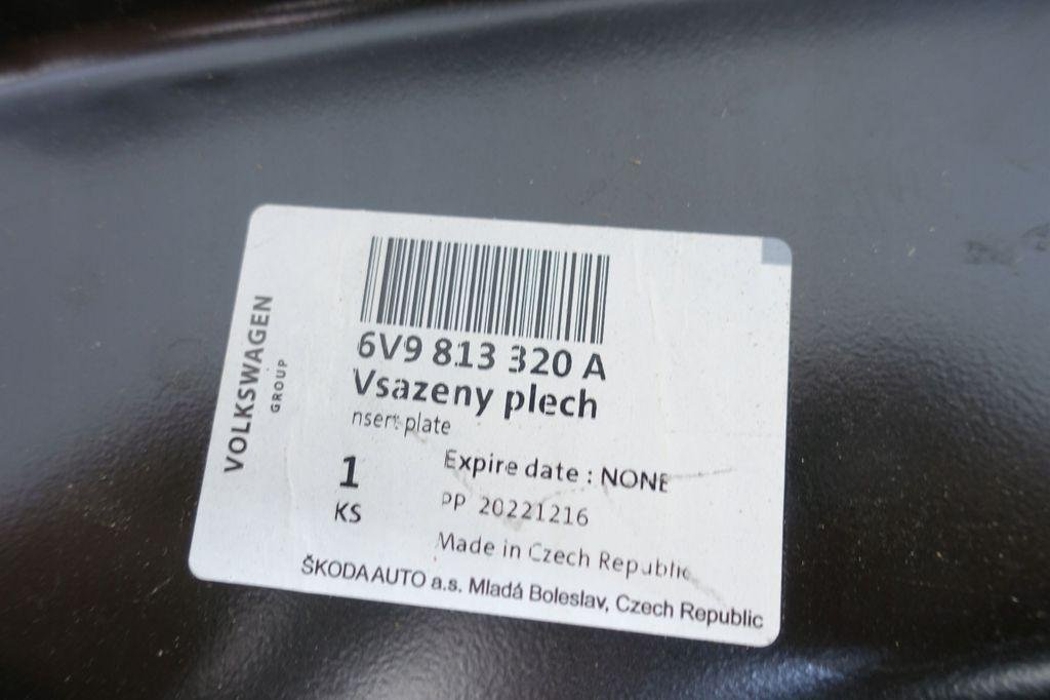 VOLKSWAGEN
GROUP
6V9 813 320 A
Vsazeny plech
nsert plate
1
KS
Expire date : NONE
PP 20221216
Made in Czech Republic
ŠKODA AUTO a.s. Mladá Boleslav, Czech Republic